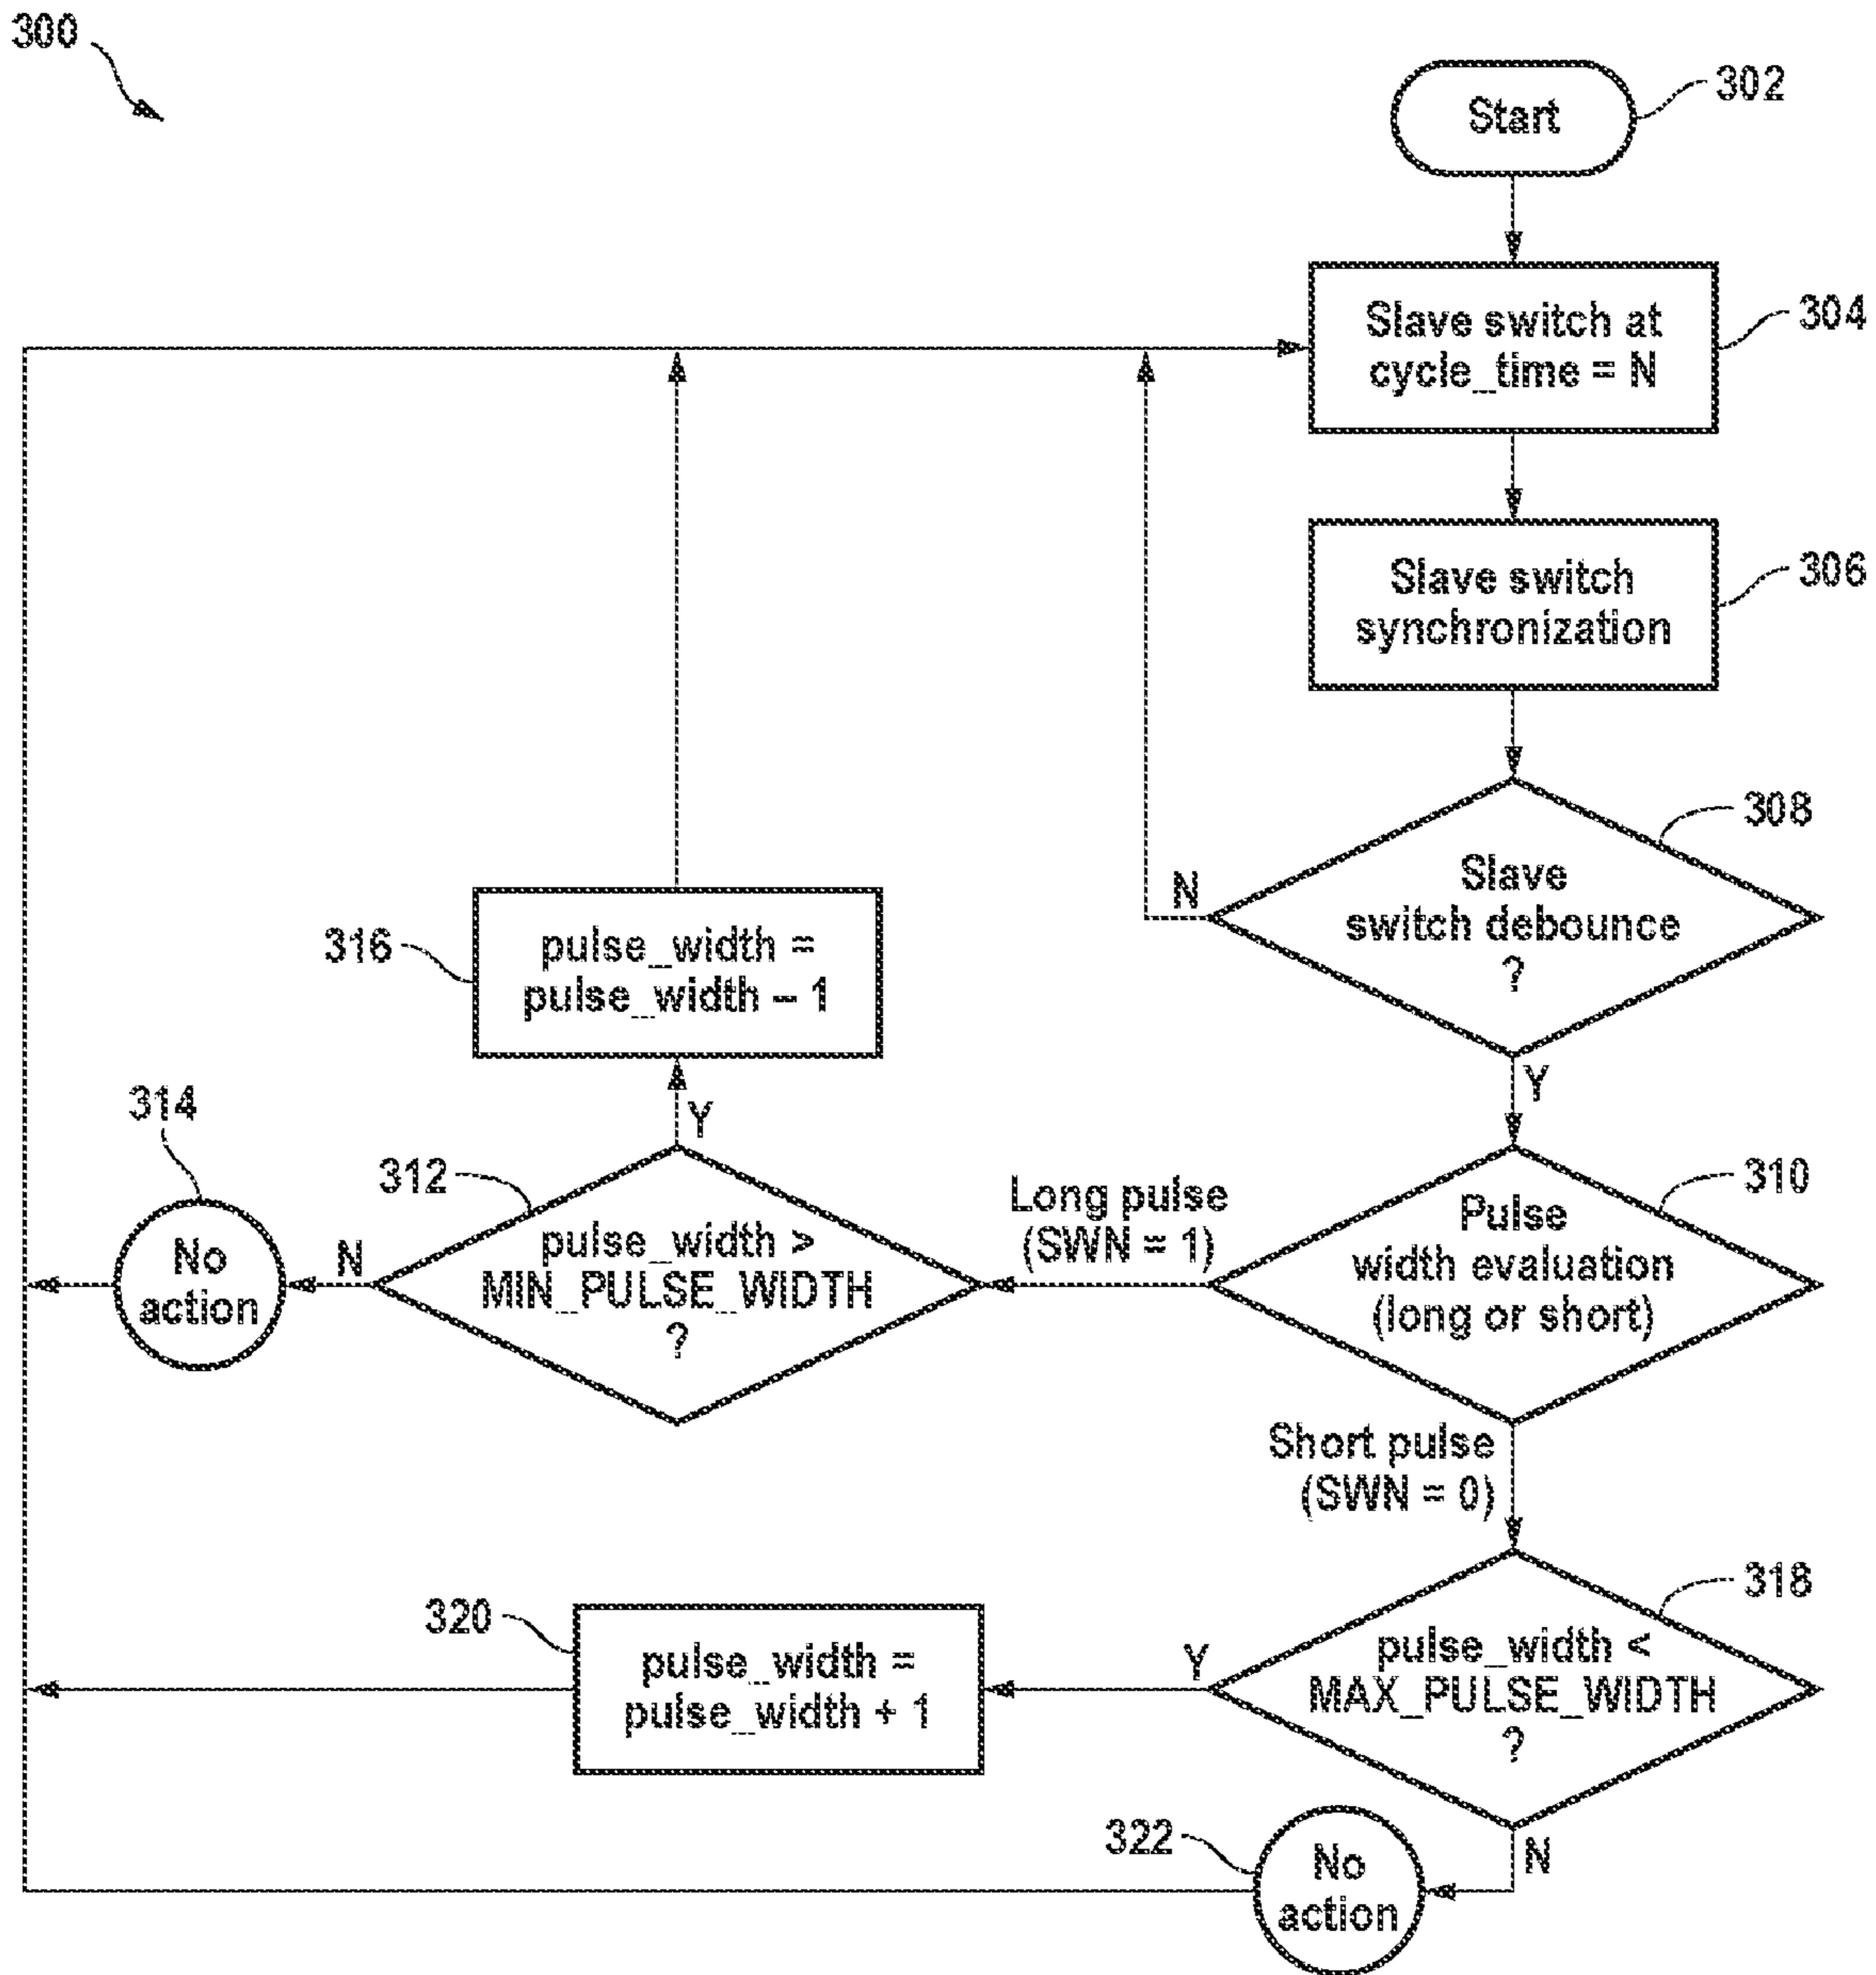 300
Start
302
Slave switch at
cycle_time = N
304
Slave switch
synchronization
306
Slave
switch debounce
?
308
N
Y
316
pulse_width =
pulse_width – 1
314
No
action
N
Y
312
pulse_width >
MIN_PULSE_WIDTH
?
Long pulse
(SWN = 1)
Pulse
width evaluation
(long or short)
310
Short pulse
(SWN = 0)
320
pulse_width =
pulse_width + 1
Y
pulse_width <
MAX_PULSE_WIDTH
?
318
322
No
action
N